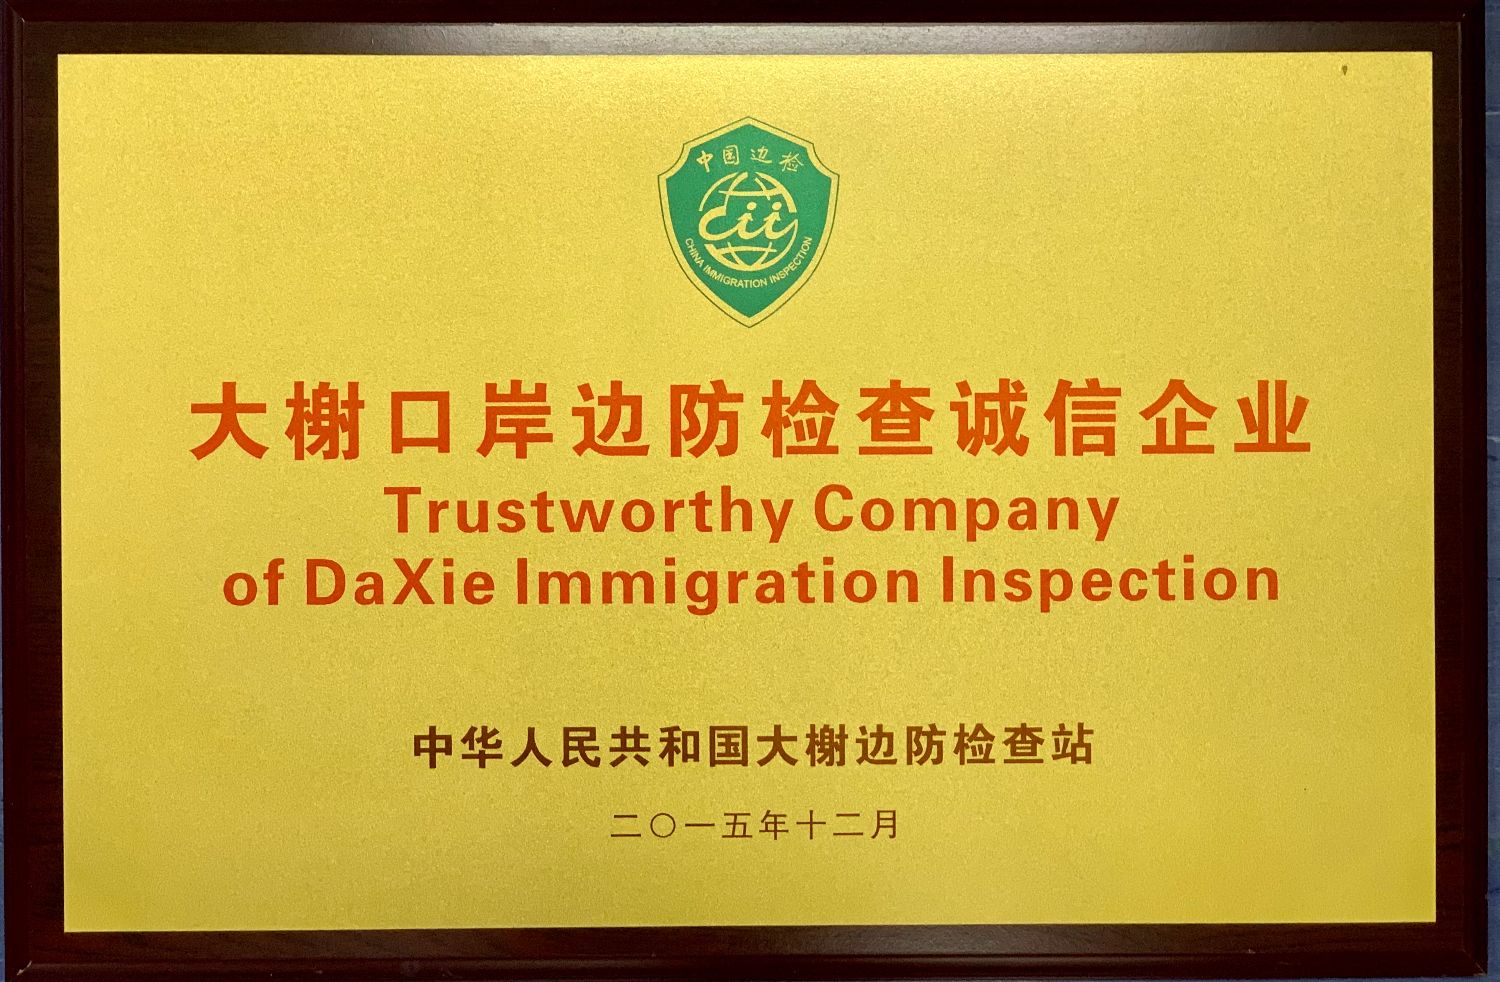 中国边检
cii
CHINA IMMIGRATION INSPECTION
大榭口岸边防检查诚信企业
Trustworthy Company
of DaXie Immigration Inspection
中华人民共和国大榭边防检查站
二〇一五年十二月